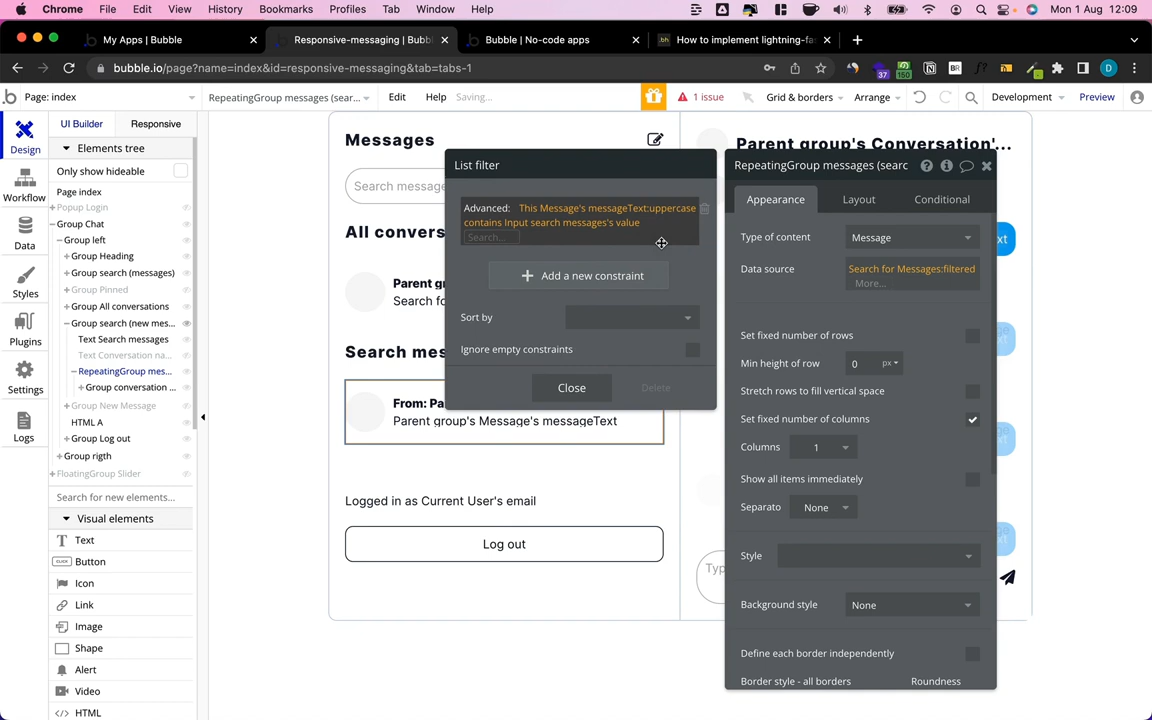 Chrome File Edit View History Bookmarks Profiles Tab Window Help Mon 1 Aug 12:09
My Apps | Bubble Responsive-messaging | Bubb Bubble | No-code apps How to implement lightning-fa
bubble.io/page?name=index&id=responsive-messaging&tab=tabs-1 37 150 BR D
Page: index RepeatingGroup messages (sear... Edit Help Saving... 1 issue Grid & borders Arrange Development Preview
Design
Workflow
Data
Styles
Plugins
Settings
Logs
UI Builder Responsive
Elements tree
Only show hideable
Page index
Popup Login
Group Chat
Group left
Group Heading
Group search (messages)
Group Pinned
Group All conversations
Group search (new mes...
Text Search messages
Text Conversation na...
RepeatingGroup mes...
Group conversation ...
Group New Message
HTML A
Group Log out
Group rigth
FloatingGroup Slider
Search for new elements...
Visual elements
Text
Button
CLICK
Icon
Link
Image
Shape
Alert
Video
HTML
Messages
Search message
All convers
Parent gr
Search fo
Search mes
From: Pa
Parent group's Message's messageText
Logged in as Current User's email
Log out
List filter
Advanced: This Message's messageText:uppercase
contains Input search messages's value
Search...
Add a new constraint
Sort by
Ignore empty constraints
Close Delete
Parent group's Conversation'...
RepeatingGroup messages (searc
Appearance Layout Conditional
Type of content Message
Data source Search for Messages:filtered
More...
Set fixed number of rows
Min height of row 0 px
Stretch rows to fill vertical space
Set fixed number of columns
Columns 1
Show all items immediately
Separato None
Style
Background style None
Define each border independently
Border style - all borders Roundness
Typ